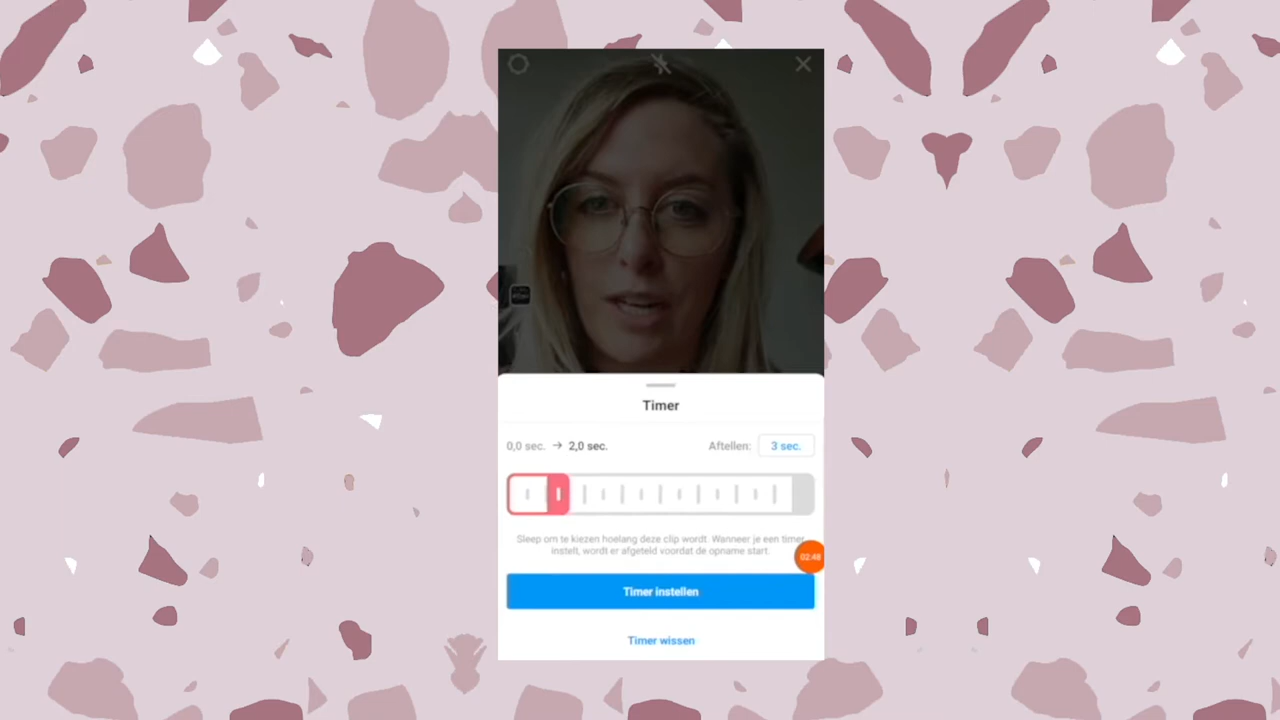 Timer
0,0 sec. → 2,0 sec. Aftellen: 3 sec.
Sleep om te kiezen hoelang deze clip wordt. Wanneer je een timer
instelt, wordt er afgeteld voordat de opname start.
02:48
Timer instellen
Timer wissen